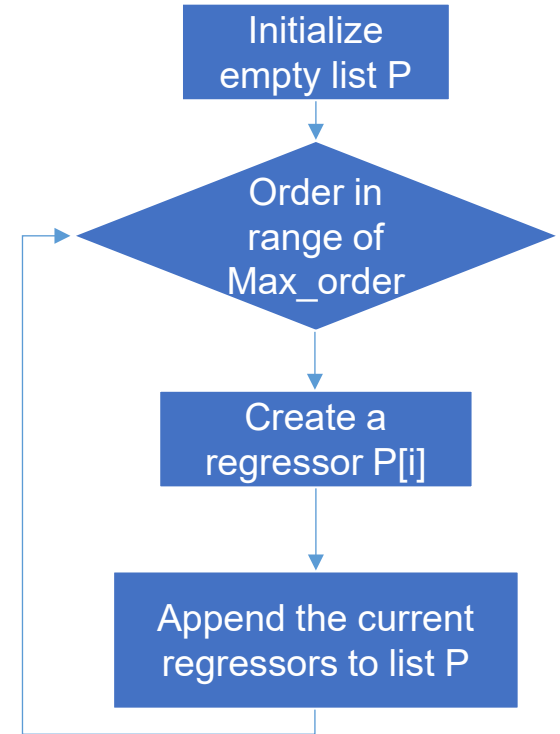 Initialize
empty list P
Order in
range of
Max_order
Create a
regressor P[i]
Append the current
regressors to list P